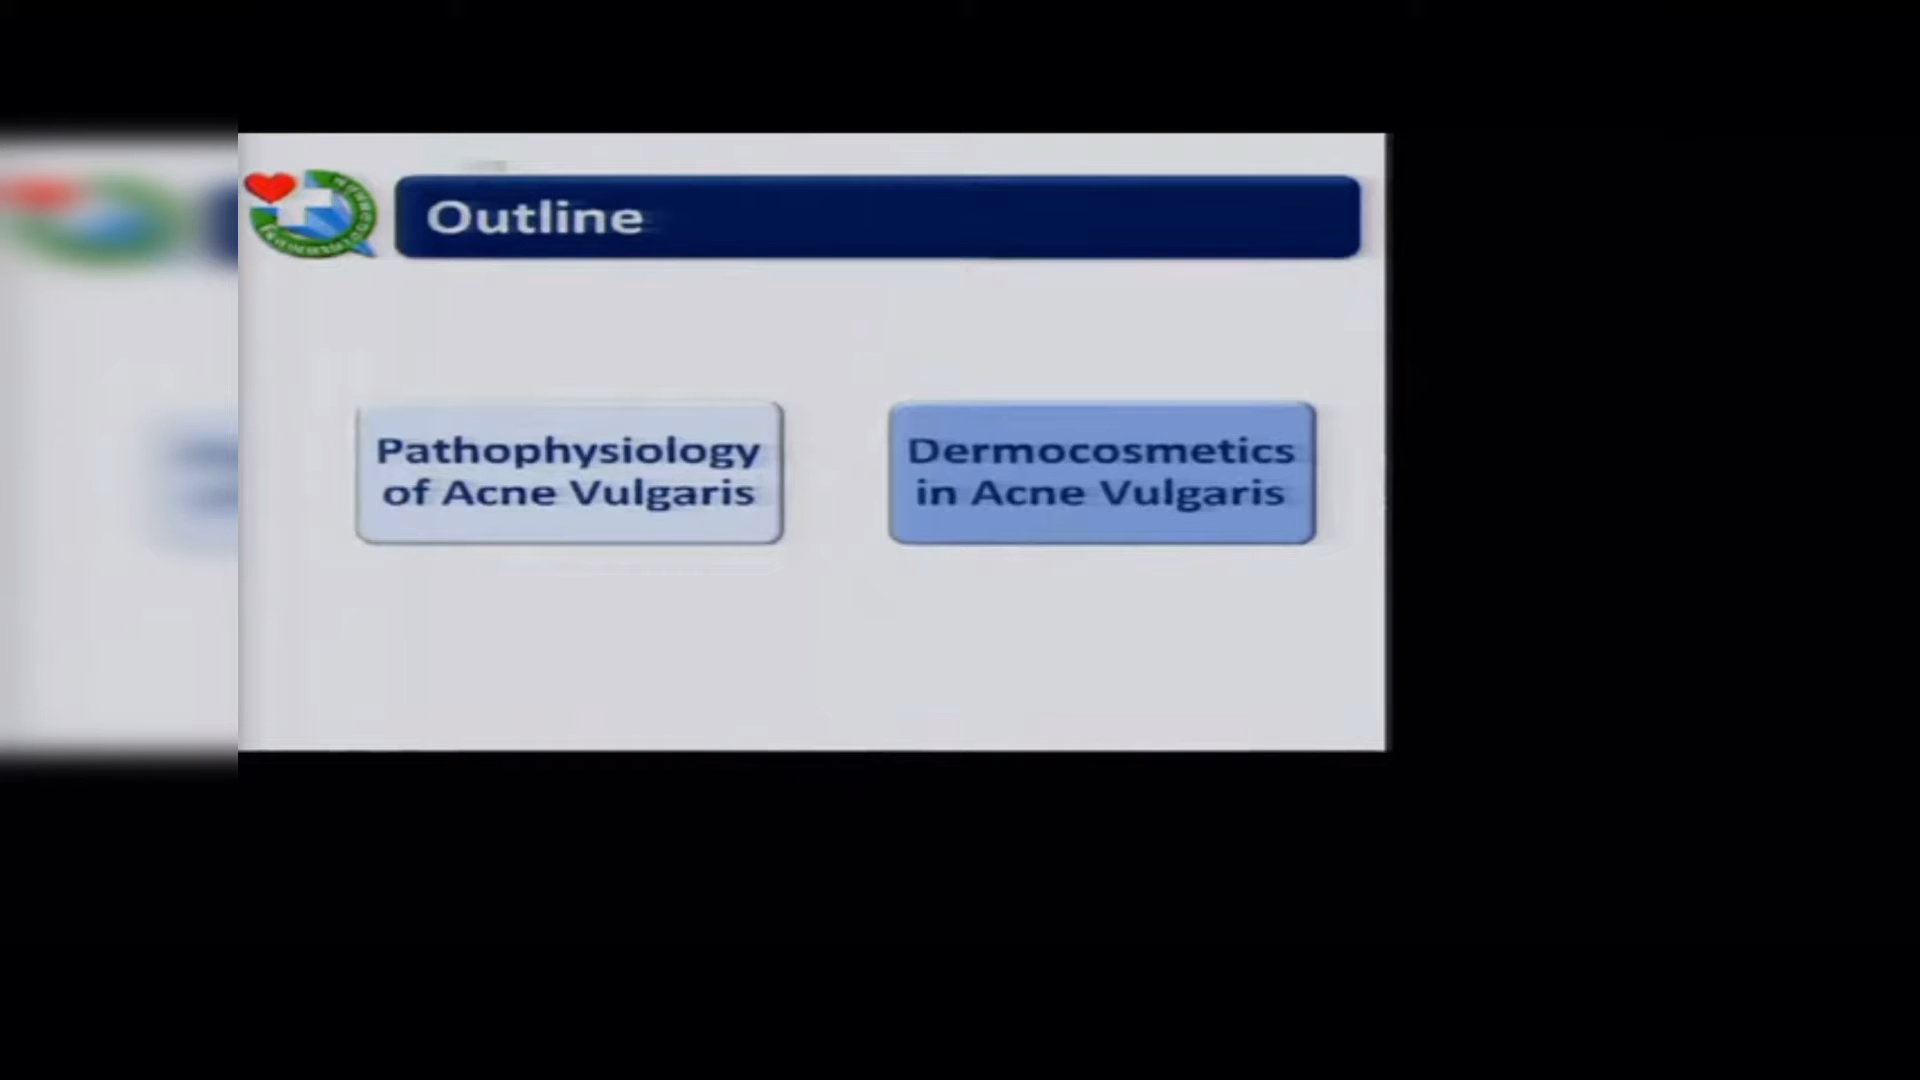 Outline
Pathophysiology
of Acne Vulgaris
Dermocosmetics
in Acne Vulgaris